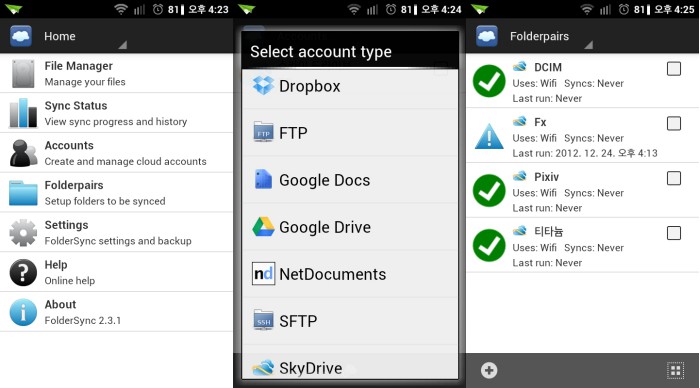 81 오후 4:23
Home
File Manager
Manage your files
Sync Status
View sync progress and history
Accounts
Create and manage cloud accounts
Folderpairs
Setup folders to be synced
Settings
FolderSync settings and backup
Help
Online help
About
FolderSync 2.3.1
81 오후 4:24
Select account type
Dropbox
FTP
FTP
Google Docs
Google Drive
nd
NetDocuments
SSH
SFTP
SkyDrive
81 오후 4:25
Folderpairs
DCIM
Uses: Wifi Syncs: Never
Last run: Never
Fx
Uses: Wifi Syncs: Never
Last run: 2012. 12. 24. 오후 4:13
Pixiv
Uses: Wifi Syncs: Never
Last run: Never
티타늄
Uses: Wifi Syncs: Never
Last run: Never